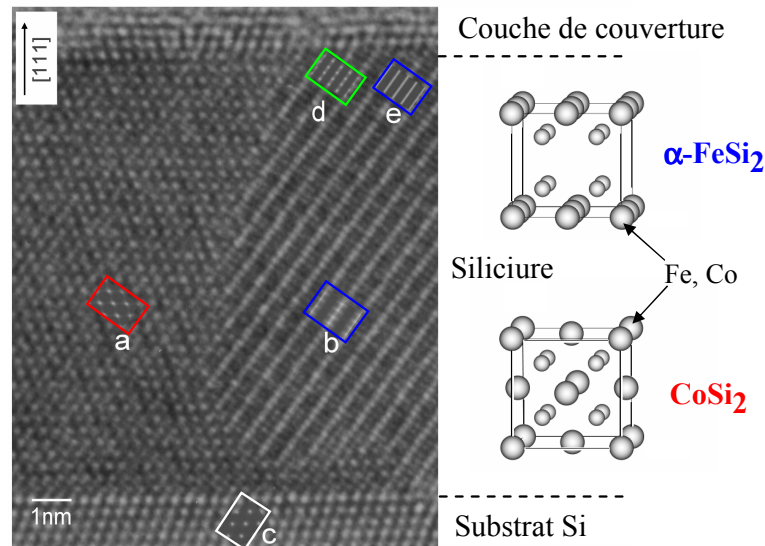 [111]
Couche de couverture
d
e
α-FeSi2
Siliciure
Fe, Co
a
b
CoSi2
1nm
c
Substrat Si